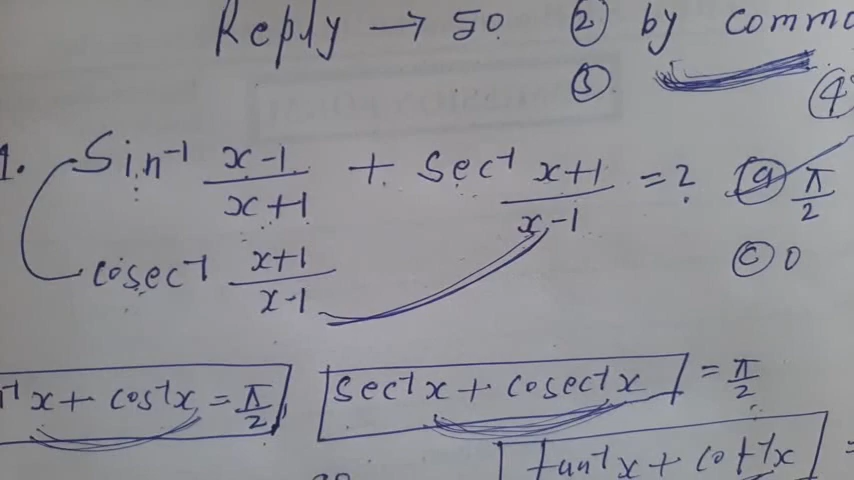 Reply → 50 ② by comm
③
④
1. Sin⁻¹ x-1/x+1 + Sec⁻¹ x+1/x-1 = ? ⓐ π/2
cosec⁻¹ x+1/x-1 ⓒ 0
x + cos⁻¹x = π/2 sec⁻¹x + cosec⁻¹x = π/2
tan⁻¹x + cot⁻¹x =